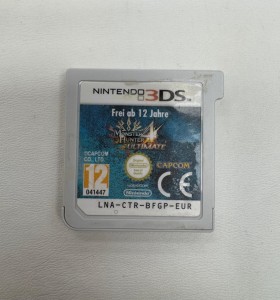 NINTENDO 3DS
Frei ab 12 Jahre
MONSTER
HUNTER 4
ULTIMATE
©CAPCOM
CO., LTD.
CAPCOM
12
041447
Nintendo
CE
LNA-CTR-BFGP-EUR